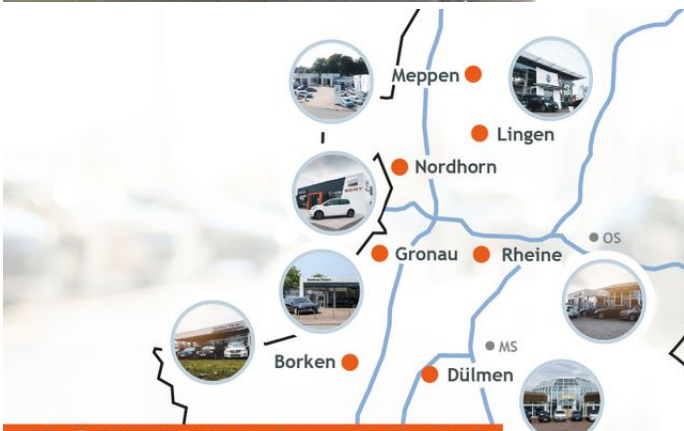 Meppen
Lingen
Nordhorn
OS
Gronau
Rheine
MS
Borken
Dülmen